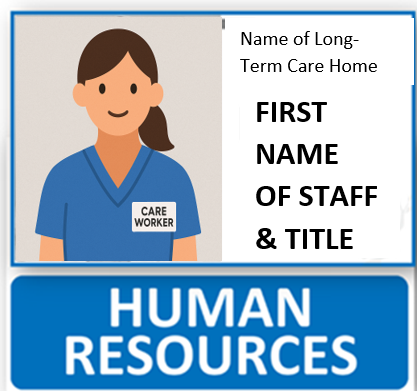 Name of Long-
Term Care Home
FIRST
NAME
OF STAFF
& TITLE
CARE
WORKER
HUMAN
RESOURCES